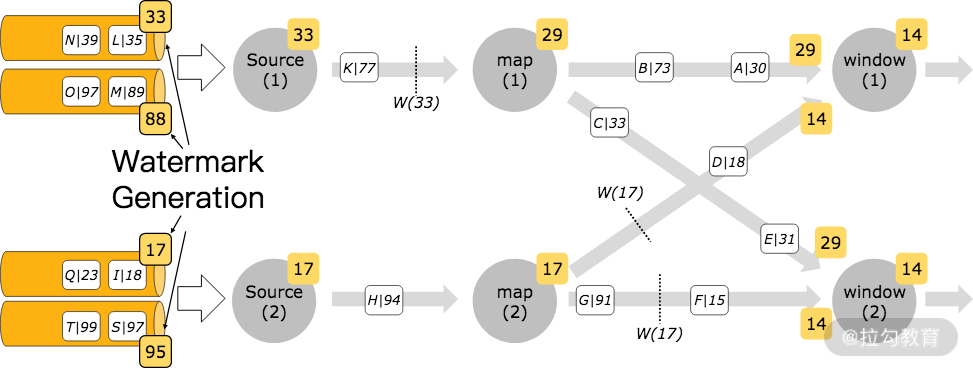 33
N|39
L|35
O|97
M|89
88
Source
(1)
33
K|77
W(33)
map
(1)
29
B|73
A|30
29
window
(1)
14
C|33
14
D|18
W(17)
E|31
29
Watermark
Generation
17
Q|23
I|18
T|99
S|97
95
Source
(2)
17
H|94
map
(2)
17
G|91
F|15
W(17)
14
window
(2)
14
@拉勾教育